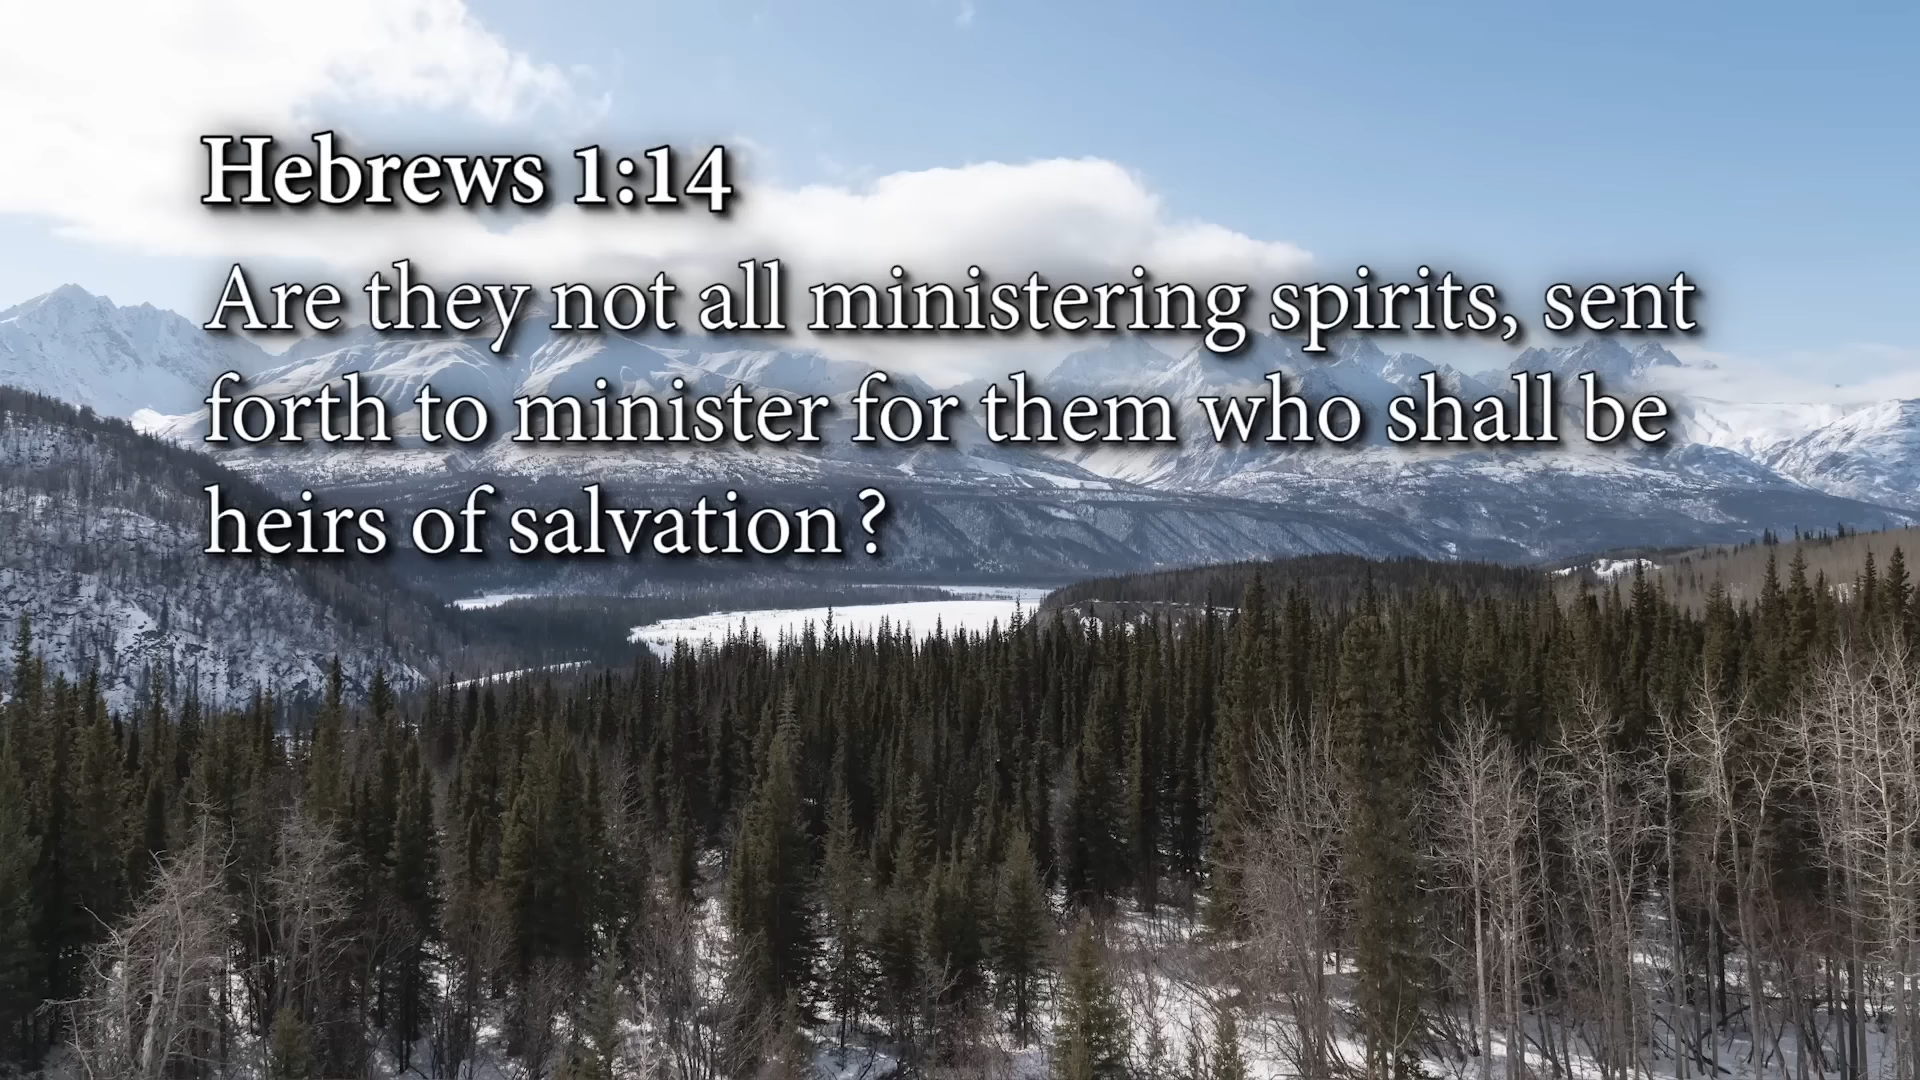 Hebrews 1:14
Are they not all ministering spirits, sent
forth to minister for them who shall be
heirs of salvation?